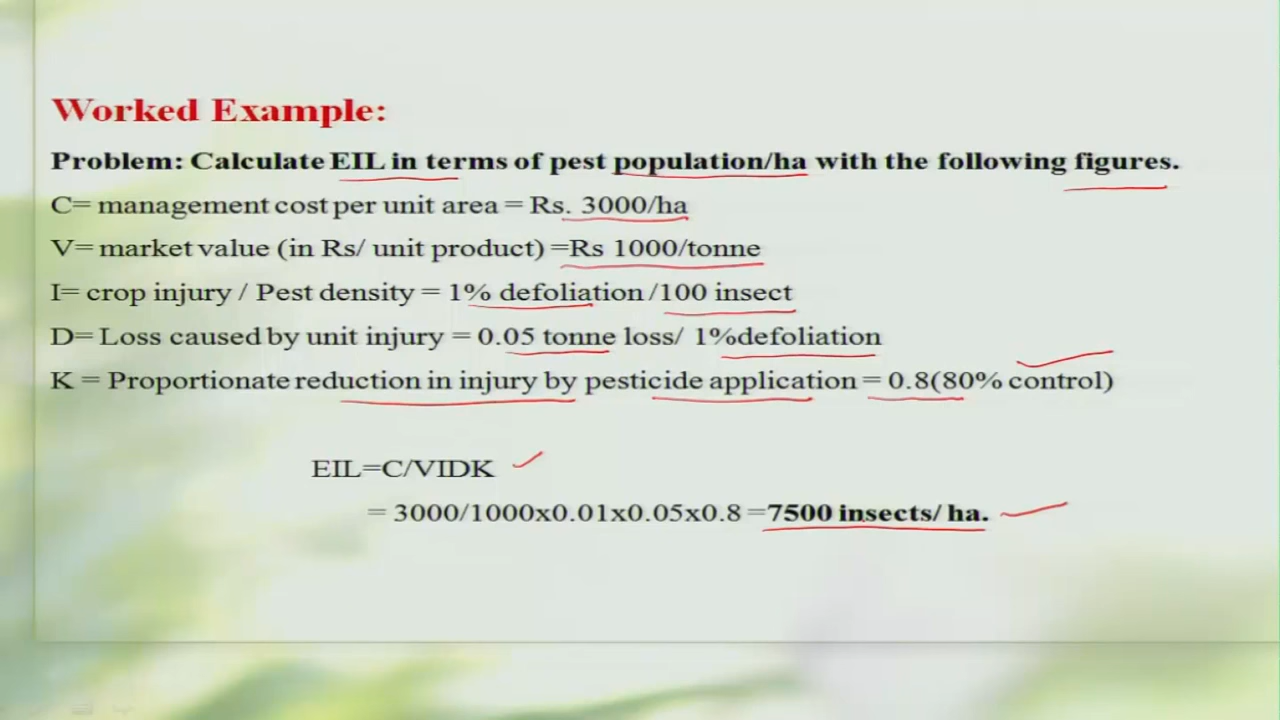 Worked Example:
Problem: Calculate EIL in terms of pest population/ha with the following figures.
C= management cost per unit area = Rs. 3000/ha
V= market value (in Rs/ unit product) =Rs 1000/tonne
I= crop injury / Pest density = 1% defoliation /100 insect
D= Loss caused by unit injury = 0.05 tonne loss/ 1%defoliation
K = Proportionate reduction in injury by pesticide application = 0.8(80% control)
EIL=C/VIDK
= 3000/1000x0.01x0.05x0.8 =7500 insects/ ha.